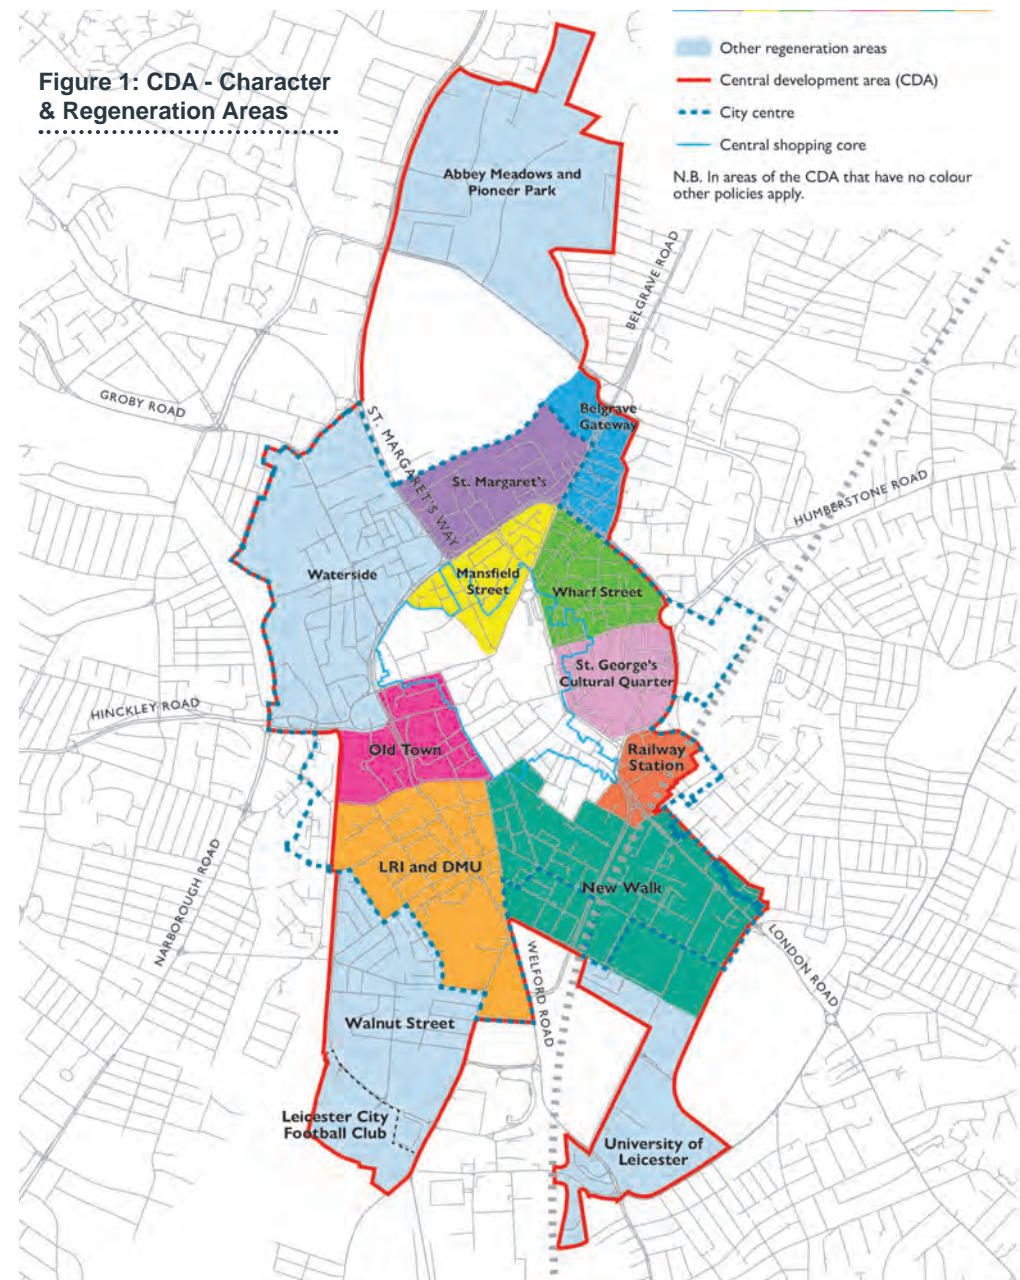 Figure 1: CDA - Character
& Regeneration Areas
Other regeneration areas
Central development area (CDA)
City centre
Central shopping core
N.B. In areas of the CDA that have no colour
other policies apply.
Abbey Meadows and
Pioneer Park
BELGRAVE ROAD
GROBY ROAD
ST. MARGARET'S WAY
Belgrave
Gateway
St. Margaret's
HUMBERSTONE ROAD
Waterside
Mansfield
Street
Wharf Street
St. George's
Cultural Quarter
HINCKLEY ROAD
Old Town
Railway
Station
LRI and DMU
New Walk
NARBOROUGH ROAD
WELFORD ROAD
LONDON ROAD
Walnut Street
Leicester City
Football Club
University of
Leicester